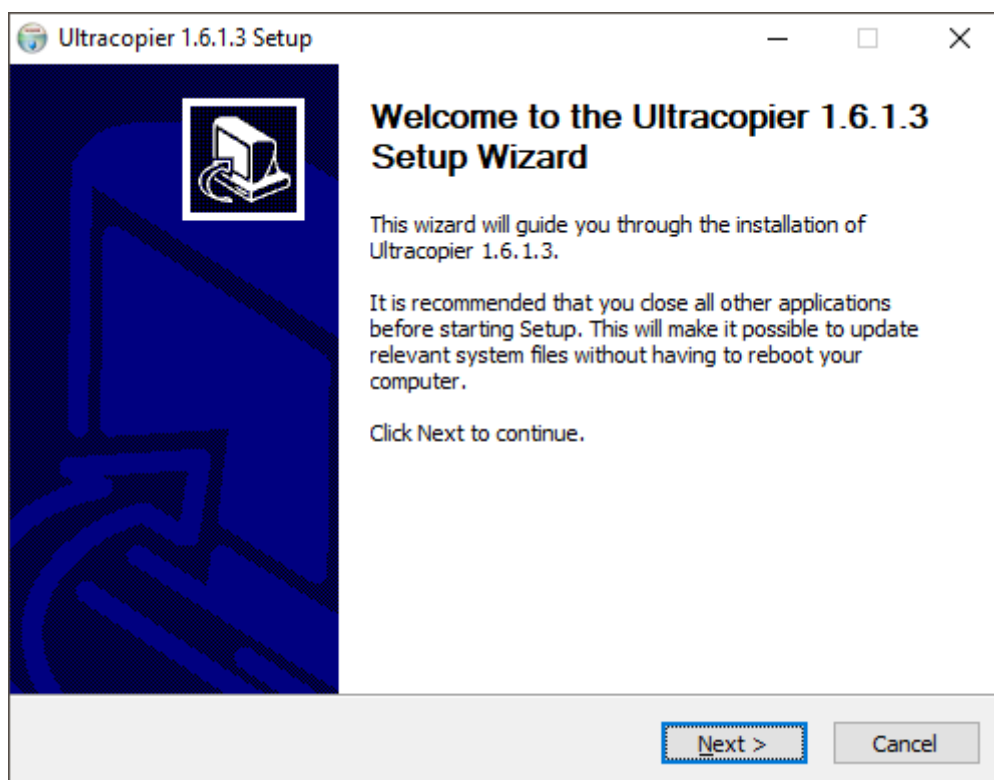 Ultracopier 1.6.1.3 Setup
Welcome to the Ultracopier 1.6.1.3
Setup Wizard
This wizard will guide you through the installation of
Ultracopier 1.6.1.3.
It is recommended that you close all other applications
before starting Setup. This will make it possible to update
relevant system files without having to reboot your
computer.
Click Next to continue.
Next >
Cancel